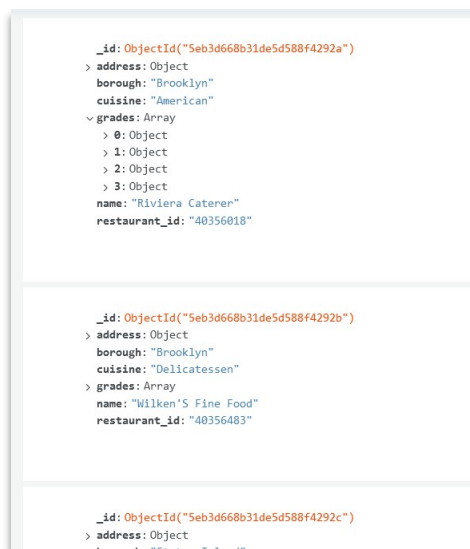 _id: ObjectId("5eb3d668b31de5d588f4292a")
address: Object
borough: "Brooklyn"
cuisine: "American"
grades: Array
0: Object
1: Object
2: Object
3: Object
name: "Riviera Caterer"
restaurant_id: "40356018"
_id: ObjectId("5eb3d668b31de5d588f4292b")
address: Object
borough: "Brooklyn"
cuisine: "Delicatessen"
grades: Array
name: "Wilken'S Fine Food"
restaurant_id: "40356483"
_id: ObjectId("5eb3d668b31de5d588f4292c")
address: Object